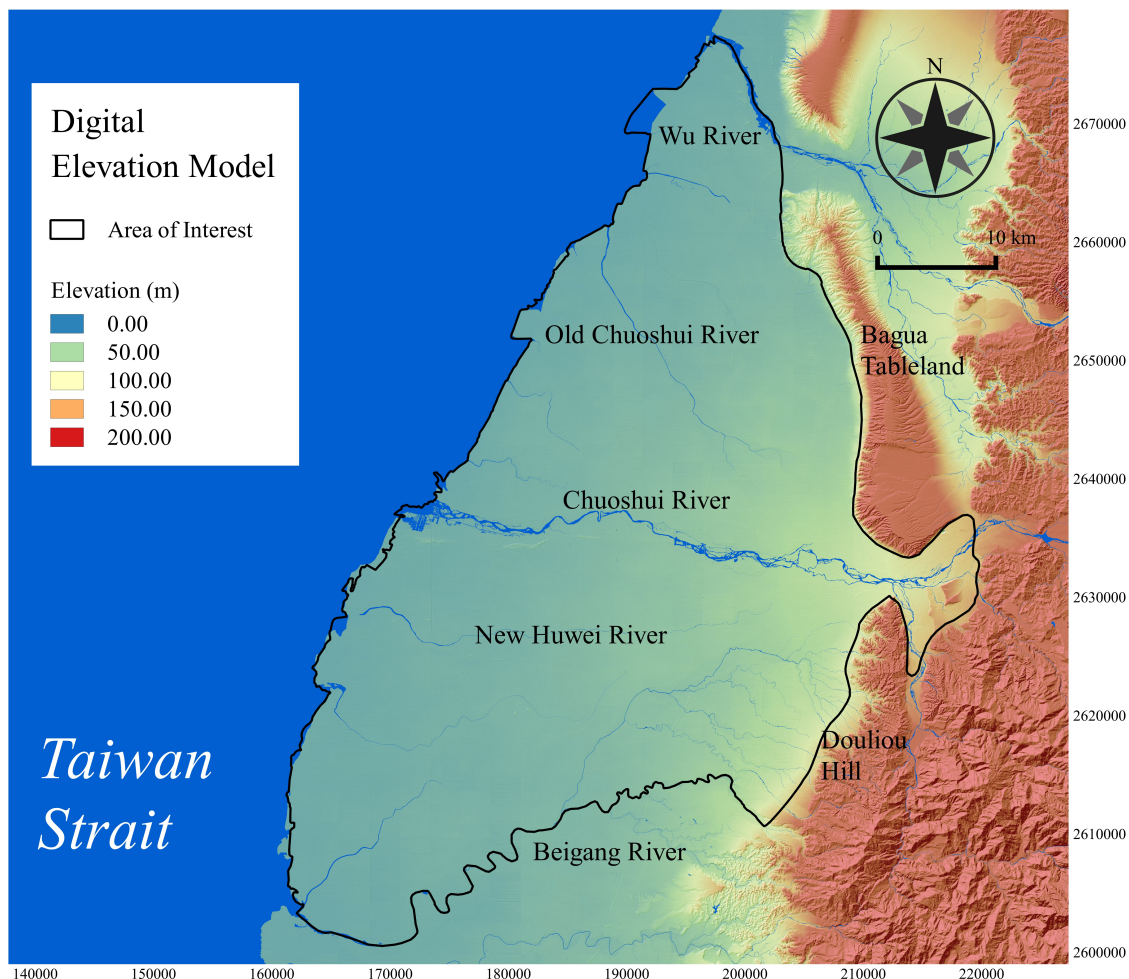 Digital
Elevation Model
Area of Interest
Elevation (m)
0.00
50.00
100.00
150.00
200.00
N
0 10 km
Wu River
Old Chuoshui River
Bagua
Tableland
Chuoshui River
New Huwei River
Taiwan
Strait
Douliou
Hill
Beigang River
2670000
2660000
2650000
2640000
2630000
2620000
2610000
2600000
140000 150000 160000 170000 180000 190000 200000 210000 220000